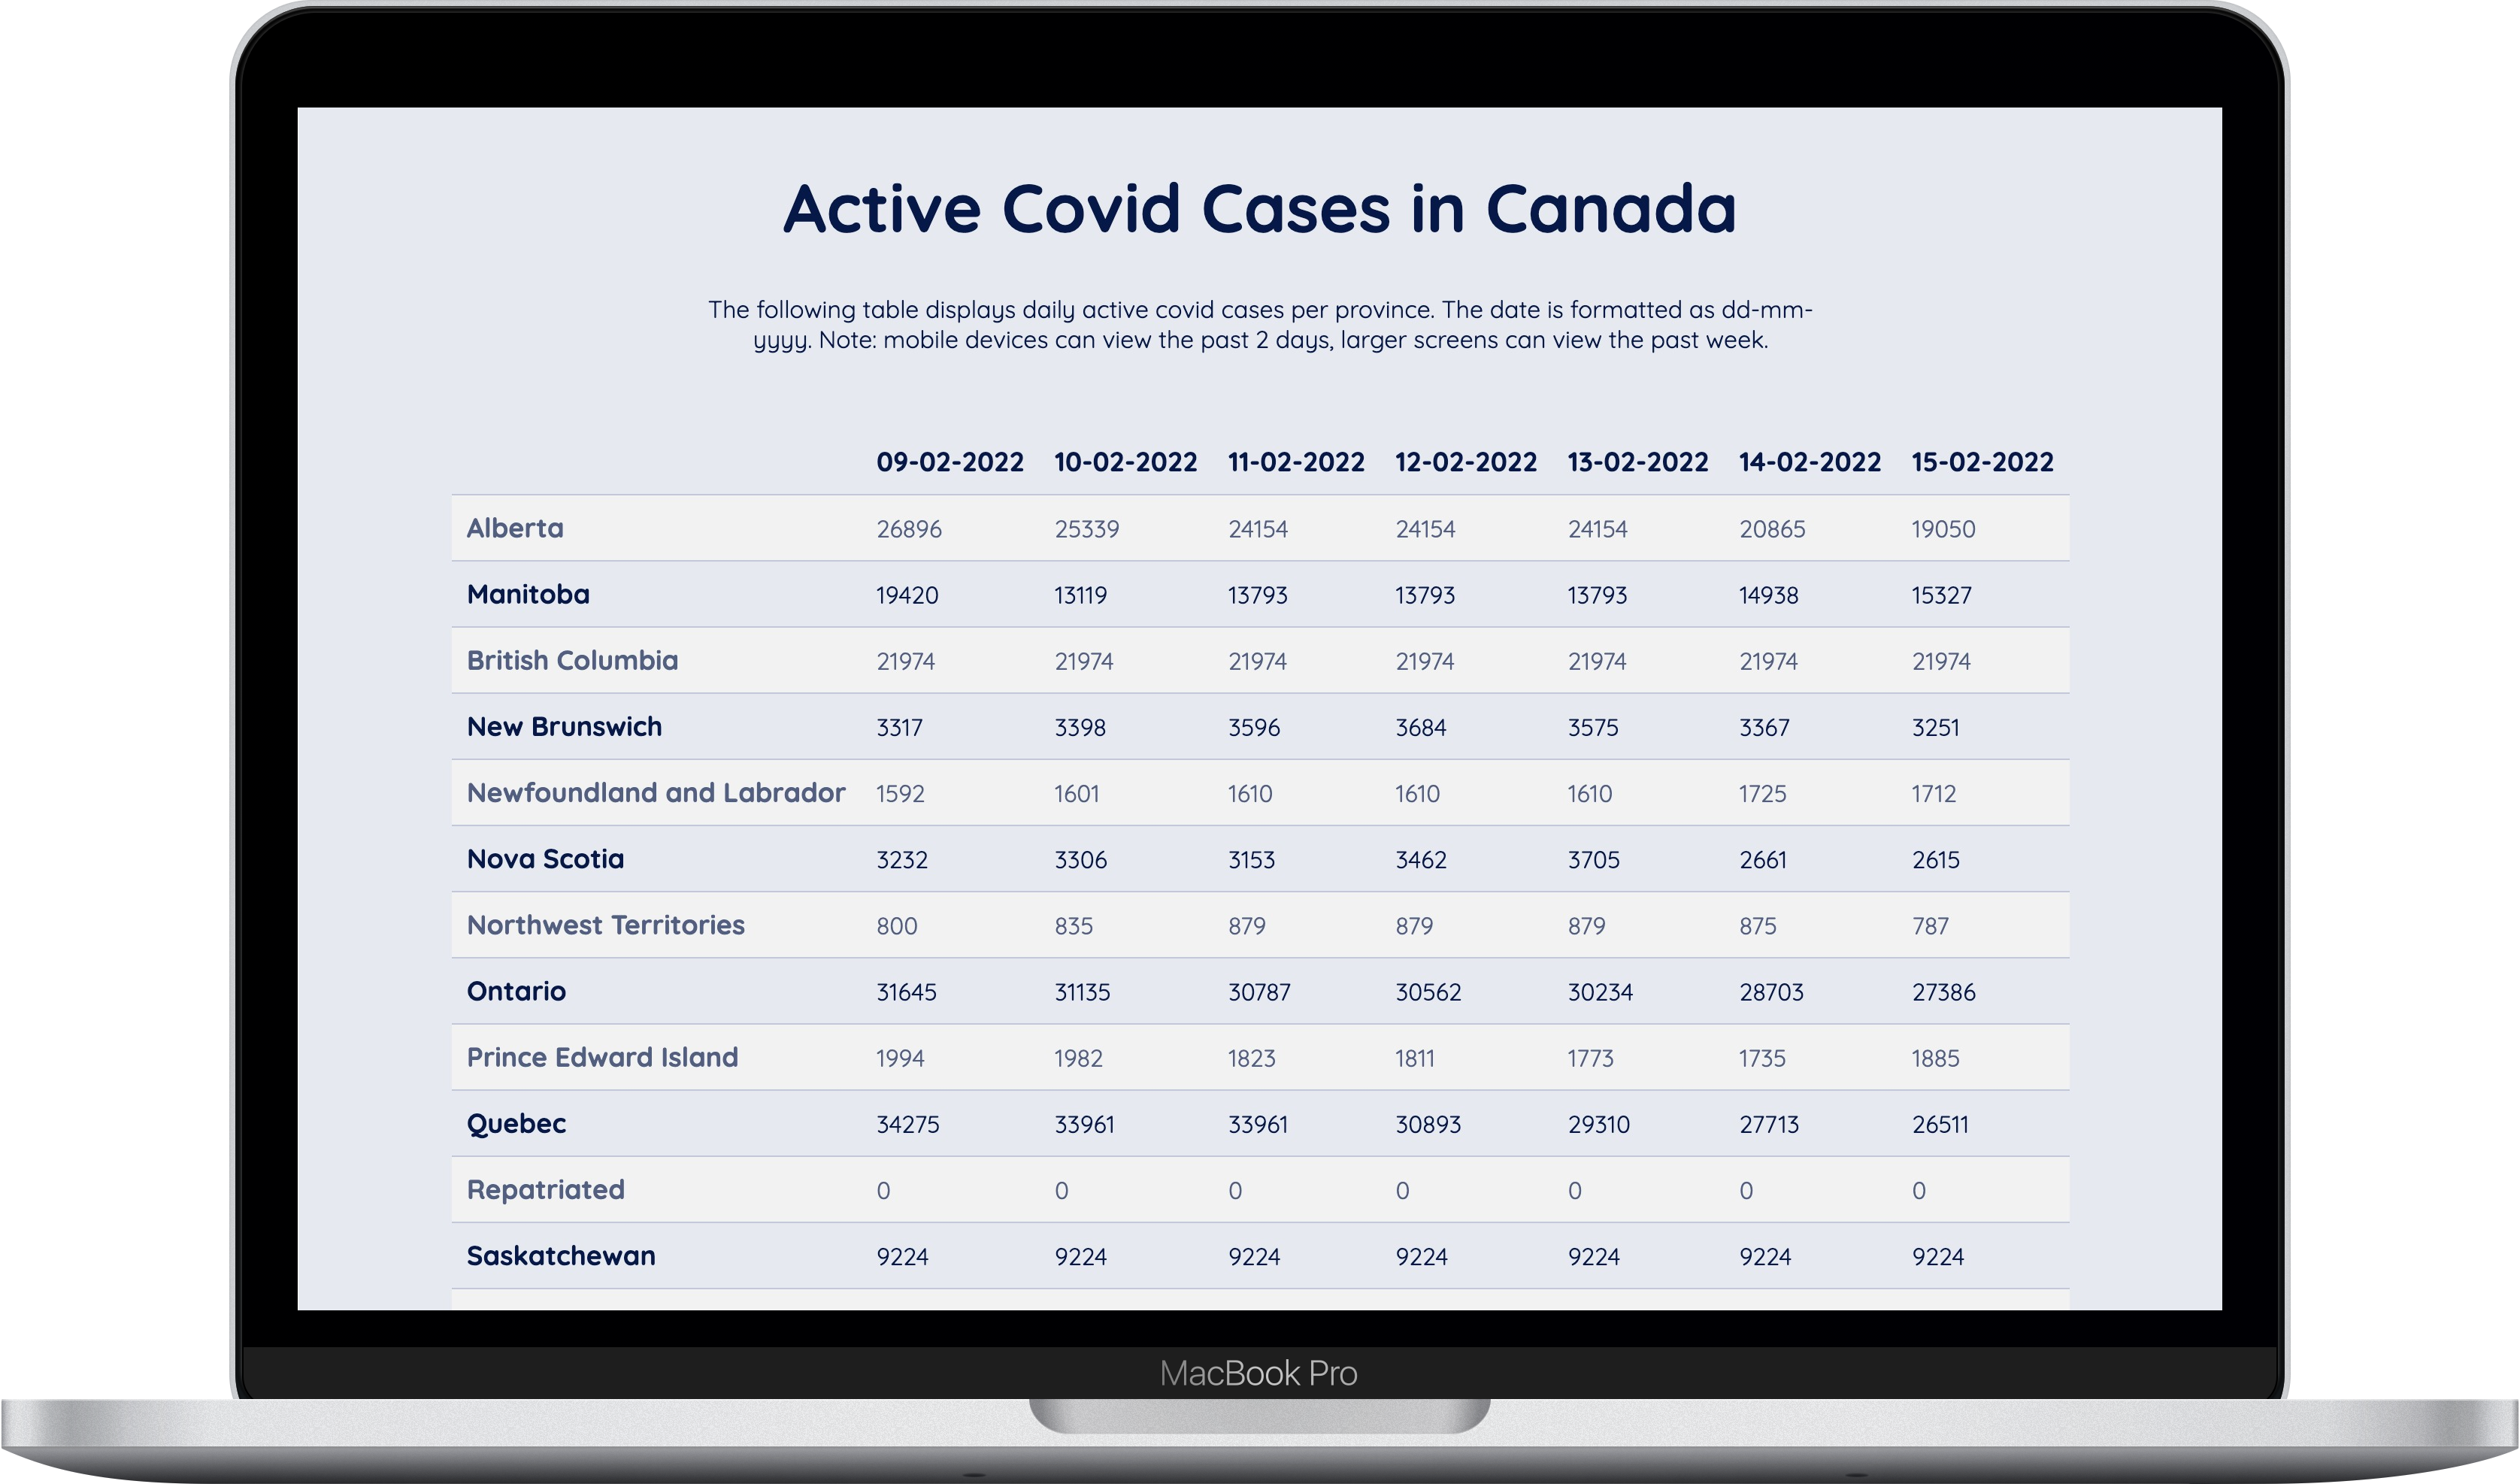 Active Covid Cases in Canada
The following table displays daily active covid cases per province. The date is formatted as dd-mm-
yyyy. Note: mobile devices can view the past 2 days, larger screens can view the past week.
09-02-2022 10-02-2022 11-02-2022 12-02-2022 13-02-2022 14-02-2022 15-02-2022
Alberta 26896 25339 24154 24154 24154 20865 19050
Manitoba 19420 13119 13793 13793 13793 14938 15327
British Columbia 21974 21974 21974 21974 21974 21974 21974
New Brunswich 3317 3398 3596 3684 3575 3367 3251
Newfoundland and Labrador 1592 1601 1610 1610 1610 1725 1712
Nova Scotia 3232 3306 3153 3462 3705 2661 2615
Northwest Territories 800 835 879 879 879 875 787
Ontario 31645 31135 30787 30562 30234 28703 27386
Prince Edward Island 1994 1982 1823 1811 1773 1735 1885
Quebec 34275 33961 33961 30893 29310 27713 26511
Repatriated 0 0 0 0 0 0 0
Saskatchewan 9224 9224 9224 9224 9224 9224 9224
MacBook Pro